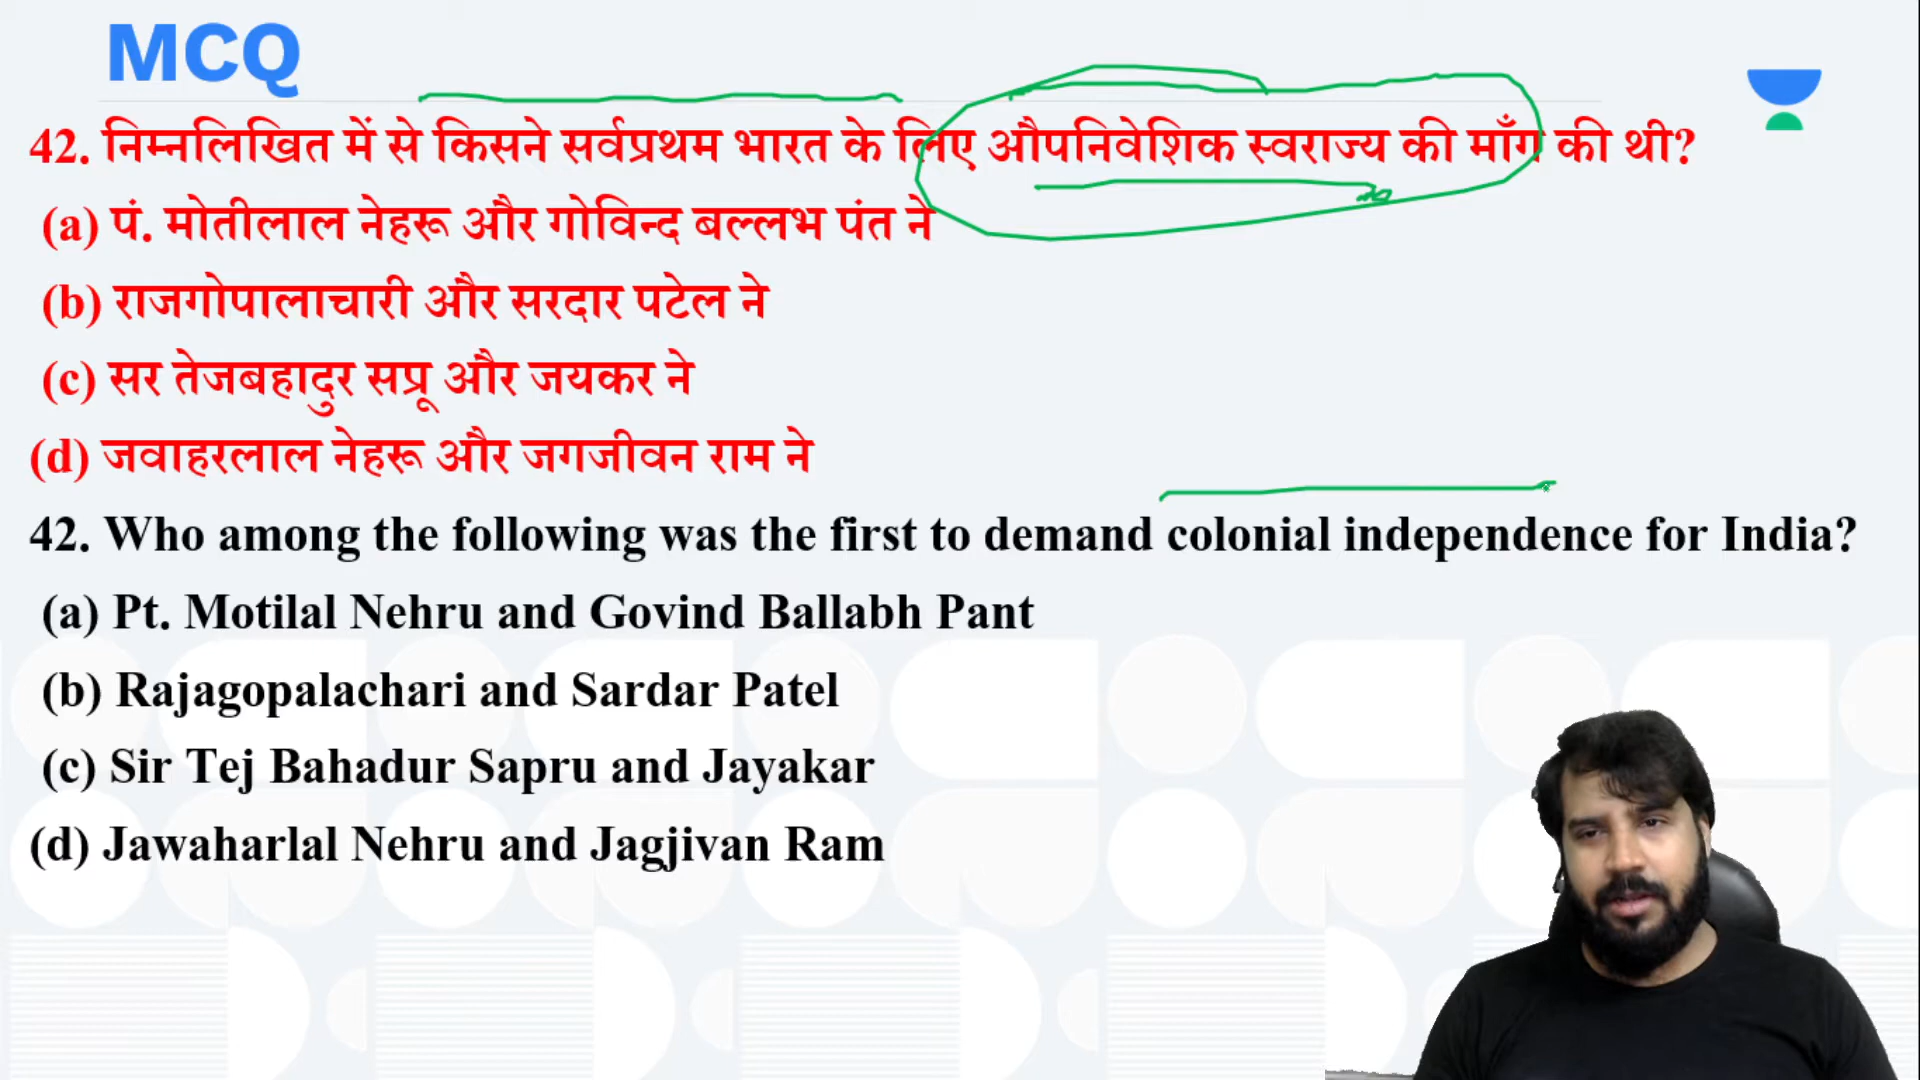 MCQ
42. निम्नलिखित में से किसने सर्वप्रथम भारत के लिए औपनिवेशिक स्वराज्य की माँग की थी?
(a) पं. मोतीलाल नेहरू और गोविन्द बल्लभ पंत ने
(b) राजगोपालाचारी और सरदार पटेल ने
(c) सर तेजबहादुर सप्रू और जयकर ने
(d) जवाहरलाल नेहरू और जगजीवन राम ने
42. Who among the following was the first to demand colonial independence for India?
(a) Pt. Motilal Nehru and Govind Ballabh Pant
(b) Rajagopalachari and Sardar Patel
(c) Sir Tej Bahadur Sapru and Jayakar
(d) Jawaharlal Nehru and Jagjivan Ram